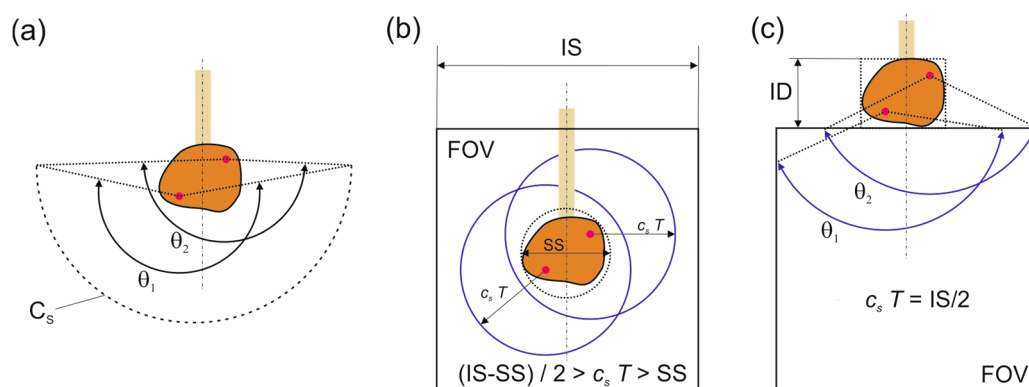 (a)
θ₂
θ₁
Cₛ
(b)
IS
FOV
SS
cₛ T
cₛ T
(IS-SS) / 2 > cₛ T > SS
(c)
ID
θ₂
θ₁
cₛ T = IS/2
FOV